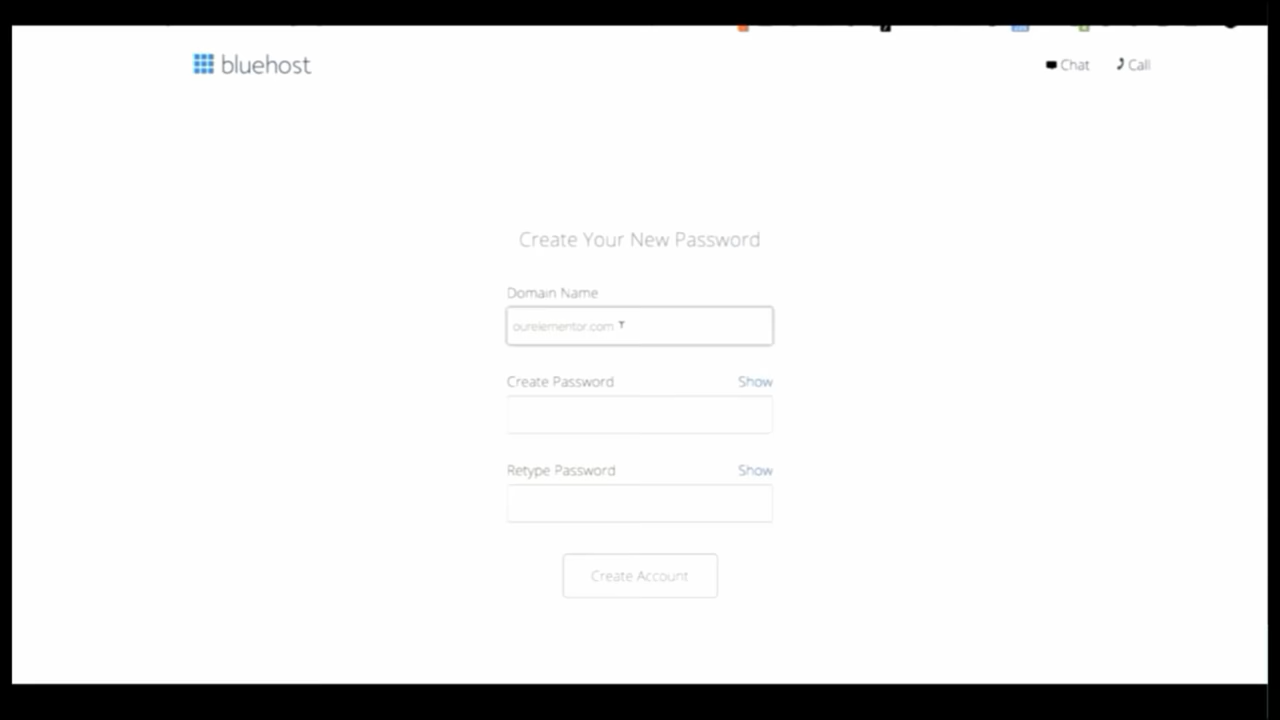 bluehost
Chat
Call
Create Your New Password
Domain Name
ourelementor.com
Create Password
Show
Retype Password
Show
Create Account